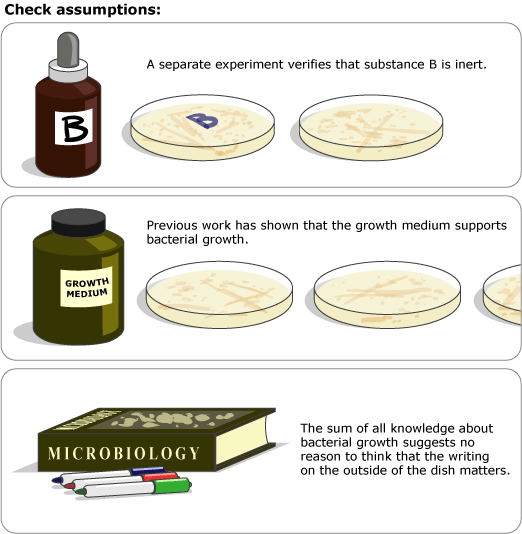 Check assumptions:
A separate experiment verifies that substance B is inert.
B
B
Previous work has shown that the growth medium supports
bacterial growth.
GROWTH
MEDIUM
MICROBIOLOGY
MICROBIOLOGY
The sum of all knowledge about
bacterial growth suggests no
reason to think that the writing
on the outside of the dish matters.